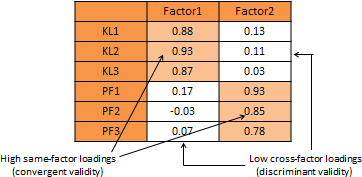 Factor1 Factor2
KL1 0.88 0.13
KL2 0.93 0.11
KL3 0.87 0.03
PF1 0.17 0.93
PF2 -0.03 0.85
PF3 0.07 0.78
High same-factor loadings
(convergent validity)
Low cross-factor loadings
(discriminant validity)